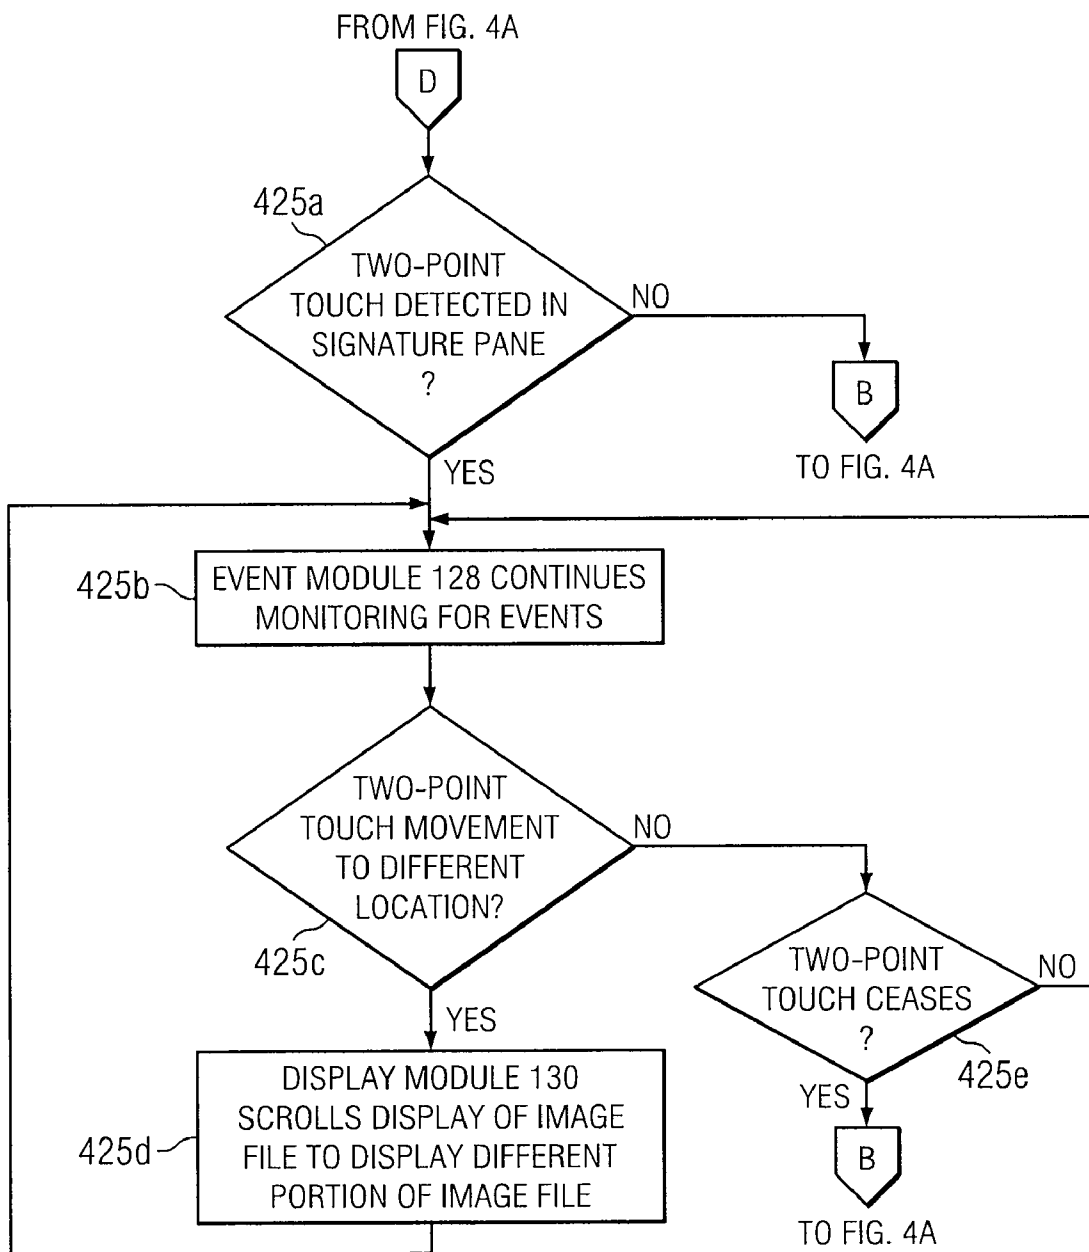 FROM FIG. 4A
D
425a
TWO-POINT
TOUCH DETECTED IN
SIGNATURE PANE
?
NO
B
TO FIG. 4A
YES
425b
EVENT MODULE 128 CONTINUES
MONITORING FOR EVENTS
TWO-POINT
TOUCH MOVEMENT
TO DIFFERENT
LOCATION?
NO
425c
TWO-POINT
TOUCH CEASES
?
NO
425e
YES
YES
B
TO FIG. 4A
425d
DISPLAY MODULE 130
SCROLLS DISPLAY OF IMAGE
FILE TO DISPLAY DIFFERENT
PORTION OF IMAGE FILE